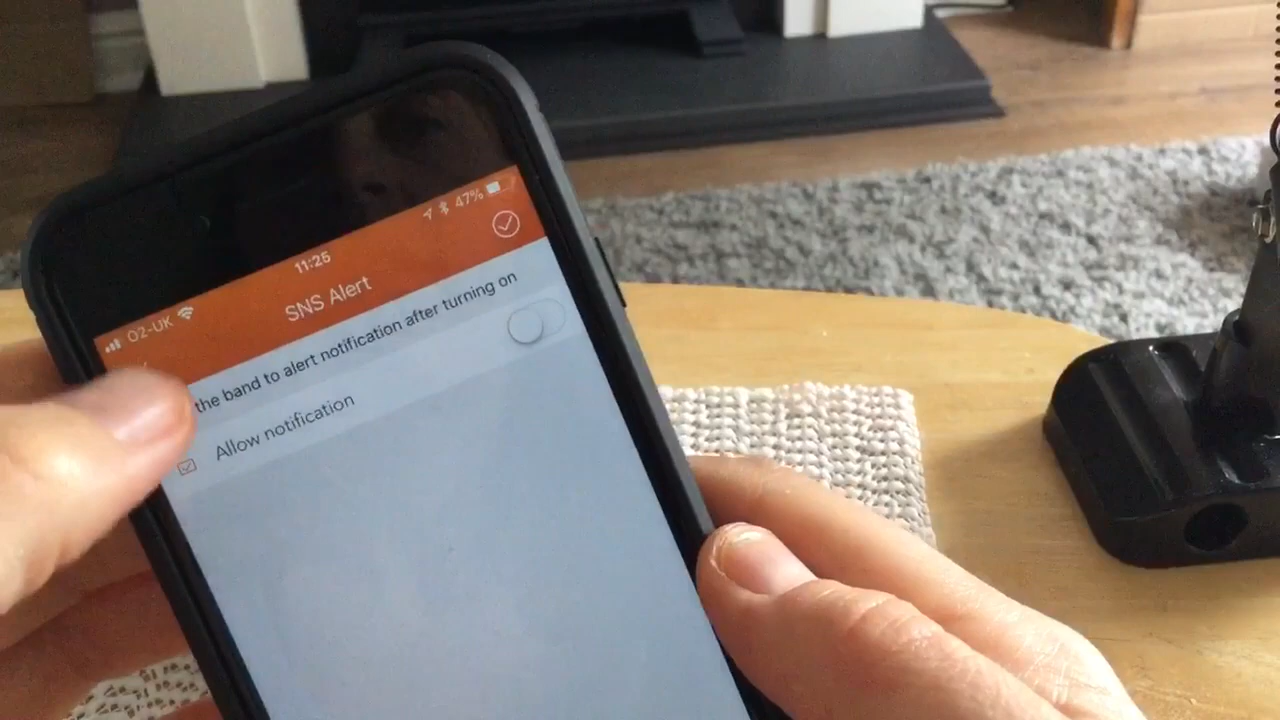 O2-UK 11:25 47%
SNS Alert
the band to alert notification after turning on
Allow notification